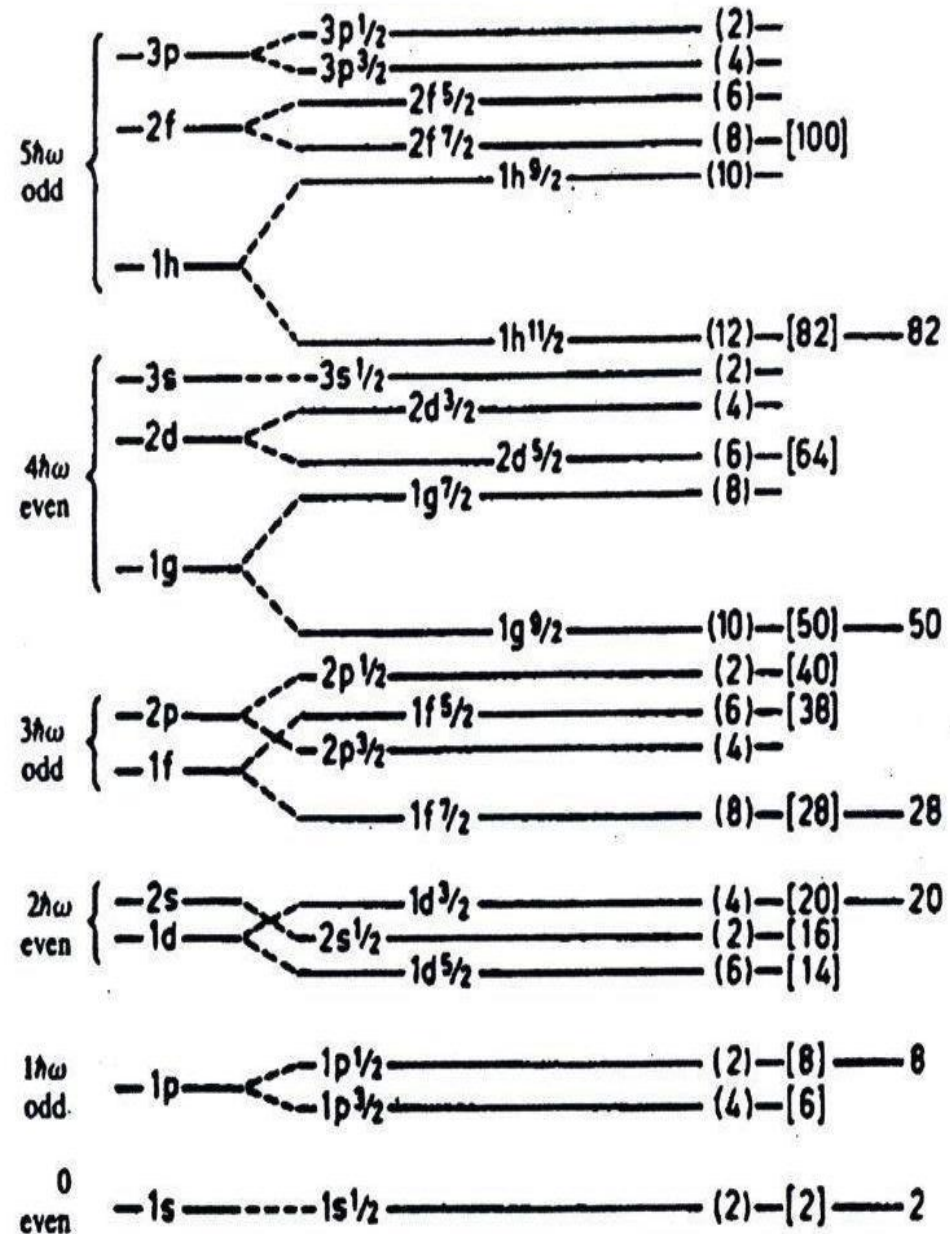 3p1/2 (2)
3p
3p3/2 (4)
2f5/2 (6)
2f
2f7/2 (8) [100]
5ħω
odd
1h9/2 (10)
1h
1h11/2 (12) [82] 82
3s 3s1/2 (2)
2d3/2 (4)
2d
2d5/2 (6) [64]
4ħω
even
1g7/2 (8)
1g
1g9/2 (10) [50] 50
2p1/2 (2) [40]
2p 1f5/2 (6) [38]
3ħω
odd
2p3/2 (4)
1f
1f7/2 (8) [28] 28
2ħω
even
2s 1d3/2 (4) [20] 20
1d 2s1/2 (2) [16]
1d5/2 (6) [14]
1ħω
odd.
1p1/2 (2) [8] 8
1p
1p3/2 (4) [6]
0
even
1s 1s1/2 (2) [2] 2